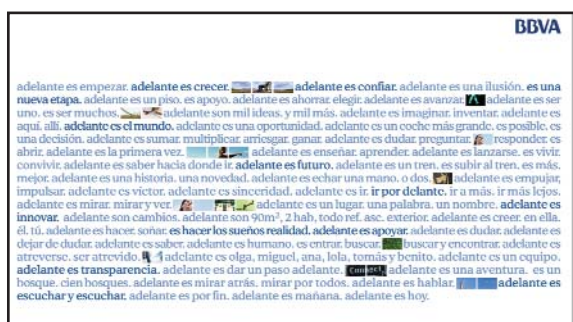 BBVA
adelante es empezar. adelante es crecer. adelante es confiar. adelante es una ilusión. es una
nueva etapa. adelante es un piso. es apoyo. adelante es ahorrar. elegir. adelante es avanzar. adelante es ser
uno. es ser muchos. adelante son mil ideas. y mil más. adelante es imaginar. inventar. adelante es
aquí. allí. adelante es el mundo. adelante es una oportunidad. adelante es un coche más grande. es posible. es
una decisión. adelante es sumar. multiplicar. arriesgar. ganar. adelante es dudar. preguntar. responder. es
abrir. adelante es la primera vez. adelante es enseñar. aprender. adelante es lanzarse. es vivir.
convivir. adelante es saber hacia donde ir. adelante es futuro. adelante es un tren. es subir al tren. es más.
mejor. adelante es una historia. una novedad. adelante es echar una mano. o dos. adelante es empujar,
impulsar. adelante es víctor. adelante es sinceridad. adelante es ir. ir por delante. ir a más. ir más lejos.
adelante es mirar. mirar y ver. adelante es un lugar. una palabra. un nombre. adelante es
innovar. adelante son cambios. adelante son 90m², 2 hab, todo ref. asc. exterior. adelante es creer. en ella.
él. tú. adelante es hacer. soñar. es hacer los sueños realidad. adelante es apoyar. adelante es dudar. adelante es
dejar de dudar. adelante es saber. adelante es humano. es entrar. buscar. buscar y encontrar. adelante es
atreverse. ser atrevido. adelante es olga, miguel, ana, lola, tomás y benito. adelante es un equipo.
adelante es transparencia. adelante es dar un paso adelante. Connect. adelante es una aventura. es un
bosque. cien bosques. adelante es mirar atrás. mirar por todos. adelante es hablar. adelante es
escuchar y escuchar. adelante es por fin. adelante es mañana. adelante es hoy.